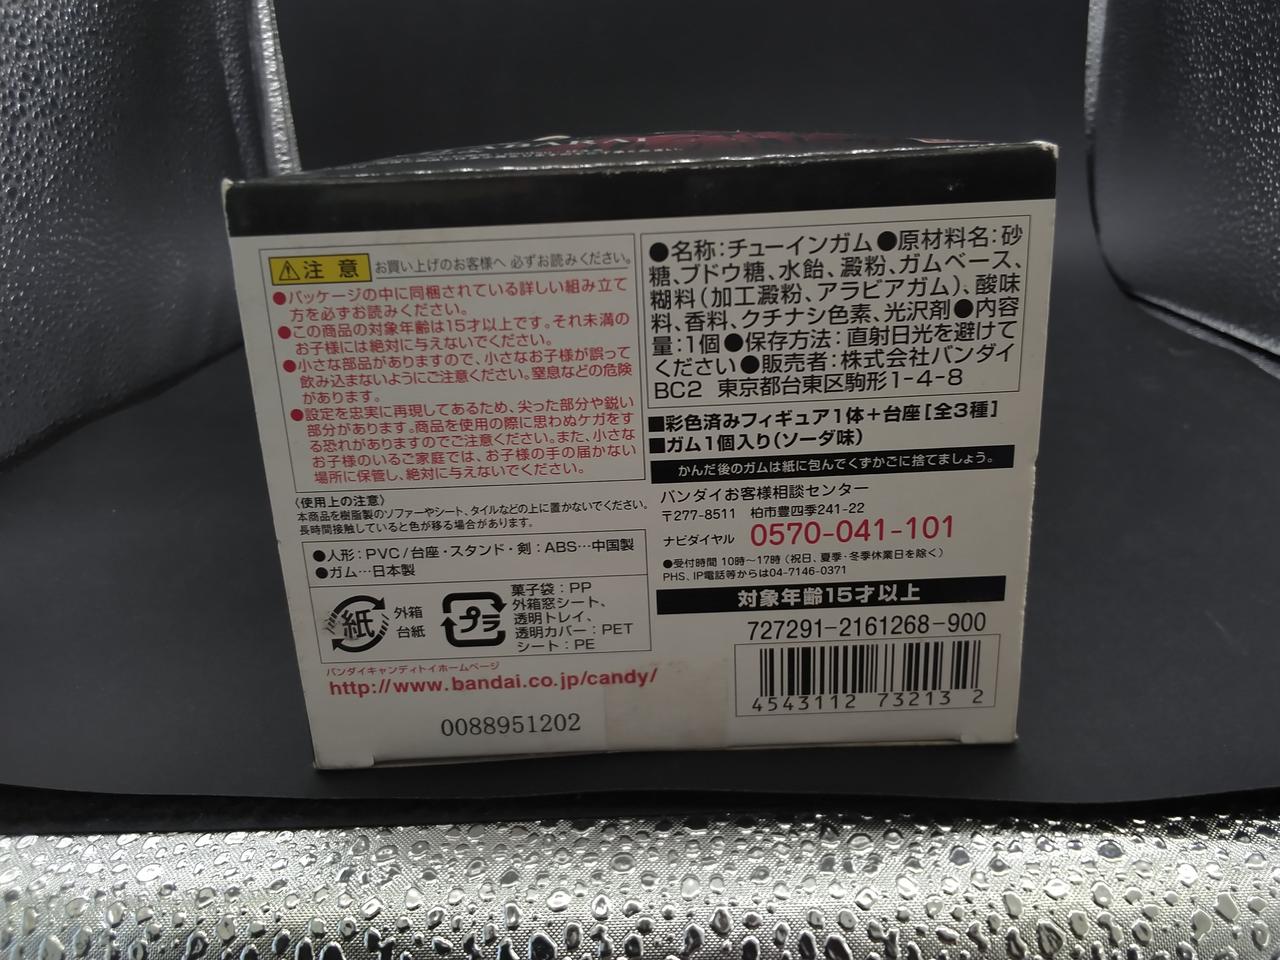 注意 お買い上げのお客様へ 必ずお読みください。
●パッケージの中に同梱されている詳しい組み立て
方を必ずお読みください。
●この商品の対象年齢は15才以上です。それ未満の
お子様には絶対に与えないでください。
●小さな部品がありますので、小さなお子様が誤って
飲み込まないようにご注意ください。窒息などの危険
があります。
●設定を忠実に再現してあるため、尖った部分や鋭い
部分があります。商品を使用の際に思わぬケガをす
る恐れがありますのでご注意ください。また、小さな
お子様のいるご家庭では、お子様の手の届かない
場所に保管し、絶対に与えないでください。
〈使用上の注意〉
本商品を樹脂製のソファーやシート、タイルなどの上に置かないでください。
長時間接触していると色が移る場合があります。
●人形:PVC/台座・スタンド・剣:ABS…中国製
●ガム…日本製
紙
外箱
台紙
プラ
菓子袋:PP
外箱窓シート、
透明トレイ、
透明カバー:PET
シート:PE
バンダイキャンディトイホームページ
http://www.bandai.co.jp/candy/
0088951202
●名称:チューインガム●原材料名:砂
糖、ブドウ糖、水飴、澱粉、ガムベース、
糊料(加工澱粉、アラビアガム)、酸味
料、香料、クチナシ色素、光沢剤●内容
量:1個●保存方法:直射日光を避けて
ください●販売者:株式会社バンダイ
BC2 東京都台東区駒形1-4-8
■彩色済みフィギュア1体+台座[全3種]
■ガム1個入り(ソーダ味)
かんだ後のガムは紙に包んでくずかごに捨てましょう。
バンダイお客様相談センター
〒277-8511 柏市豊四季241-22
ナビダイヤル 0570-041-101
●受付時間 10時〜17時(祝日、夏季・冬季休業日を除く)
PHS、IP電話等からは04-7146-0371
対象年齢15才以上
727291-2161268-900
4543112 73213 2